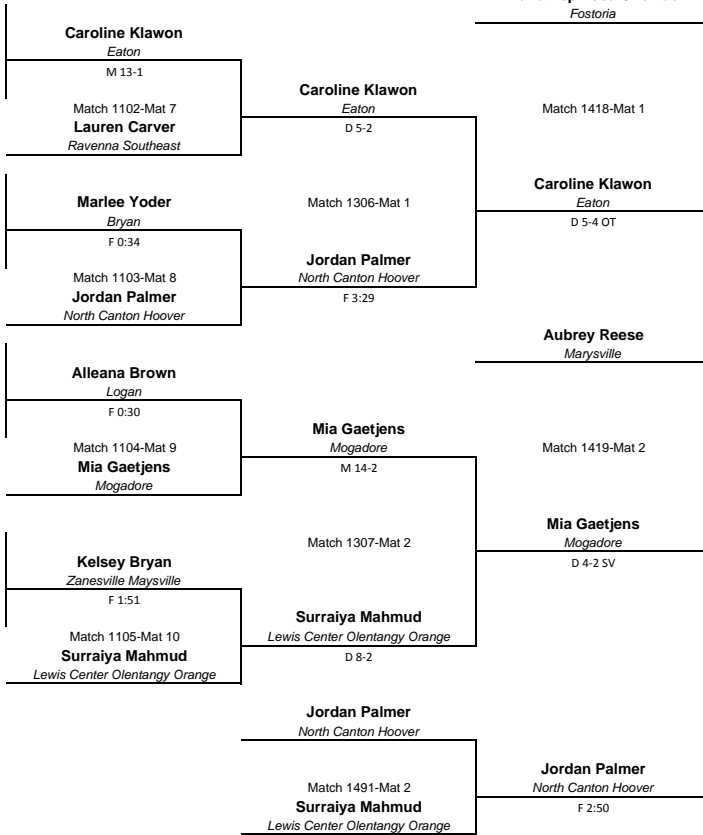 Fostoria
Caroline Klawon
Eaton
M 13-1
Match 1102-Mat 7
Lauren Carver
Ravenna Southeast
Caroline Klawon
Eaton
D 5-2
Match 1418-Mat 1
Marlee Yoder
Bryan
F 0:34
Match 1306-Mat 1
Caroline Klawon
Eaton
D 5-4 OT
Match 1103-Mat 8
Jordan Palmer
North Canton Hoover
Jordan Palmer
North Canton Hoover
F 3:29
Aubrey Reese
Marysville
Alleana Brown
Logan
F 0:30
Match 1104-Mat 9
Mia Gaetjens
Mogadore
Mia Gaetjens
Mogadore
M 14-2
Match 1419-Mat 2
Kelsey Bryan
Zanesville Maysville
F 1:51
Match 1307-Mat 2
Mia Gaetjens
Mogadore
D 4-2 SV
Match 1105-Mat 10
Surraiya Mahmud
Lewis Center Olentangy Orange
Surraiya Mahmud
Lewis Center Olentangy Orange
D 8-2
Jordan Palmer
North Canton Hoover
Match 1491-Mat 2
Surraiya Mahmud
Lewis Center Olentangy Orange
Jordan Palmer
North Canton Hoover
F 2:50